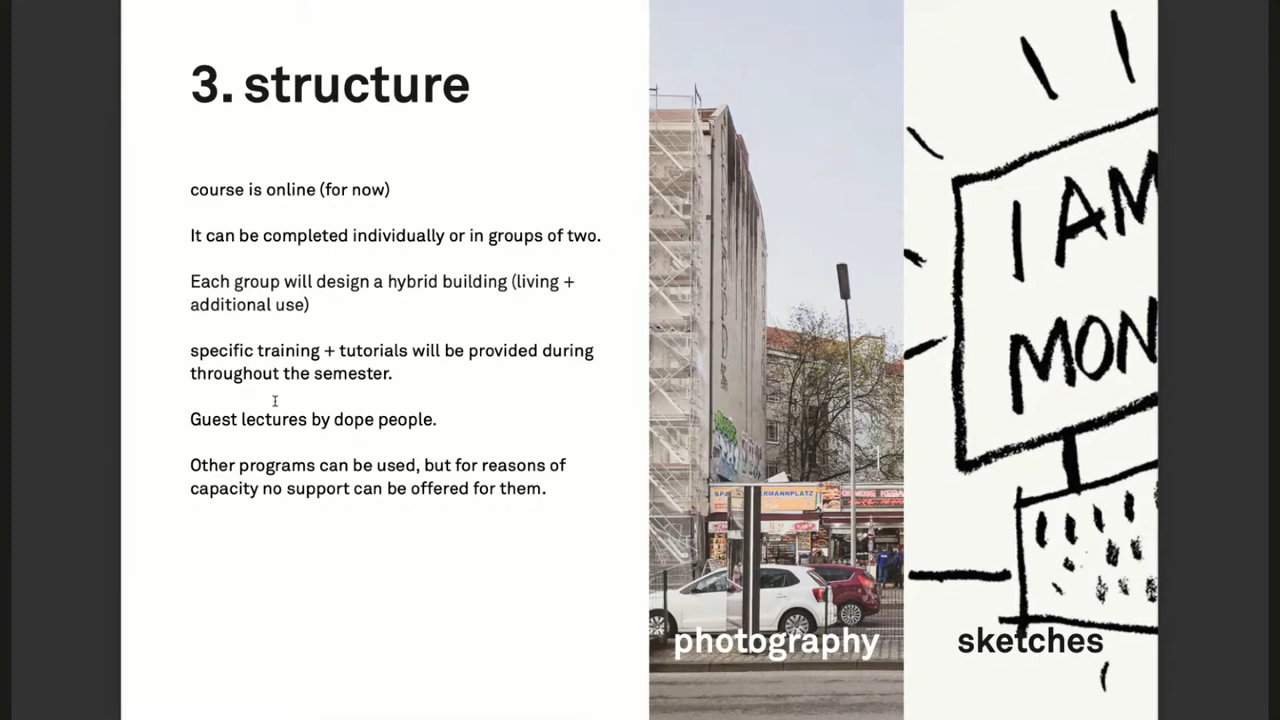 3. structure
course is online (for now)
It can be completed individually or in groups of two.
Each group will design a hybrid building (living +
additional use)
specific training + tutorials will be provided during
throughout the semester.
Guest lectures by dope people.
Other programs can be used, but for reasons of
capacity no support can be offered for them.
photography
I AM
MON
sketches